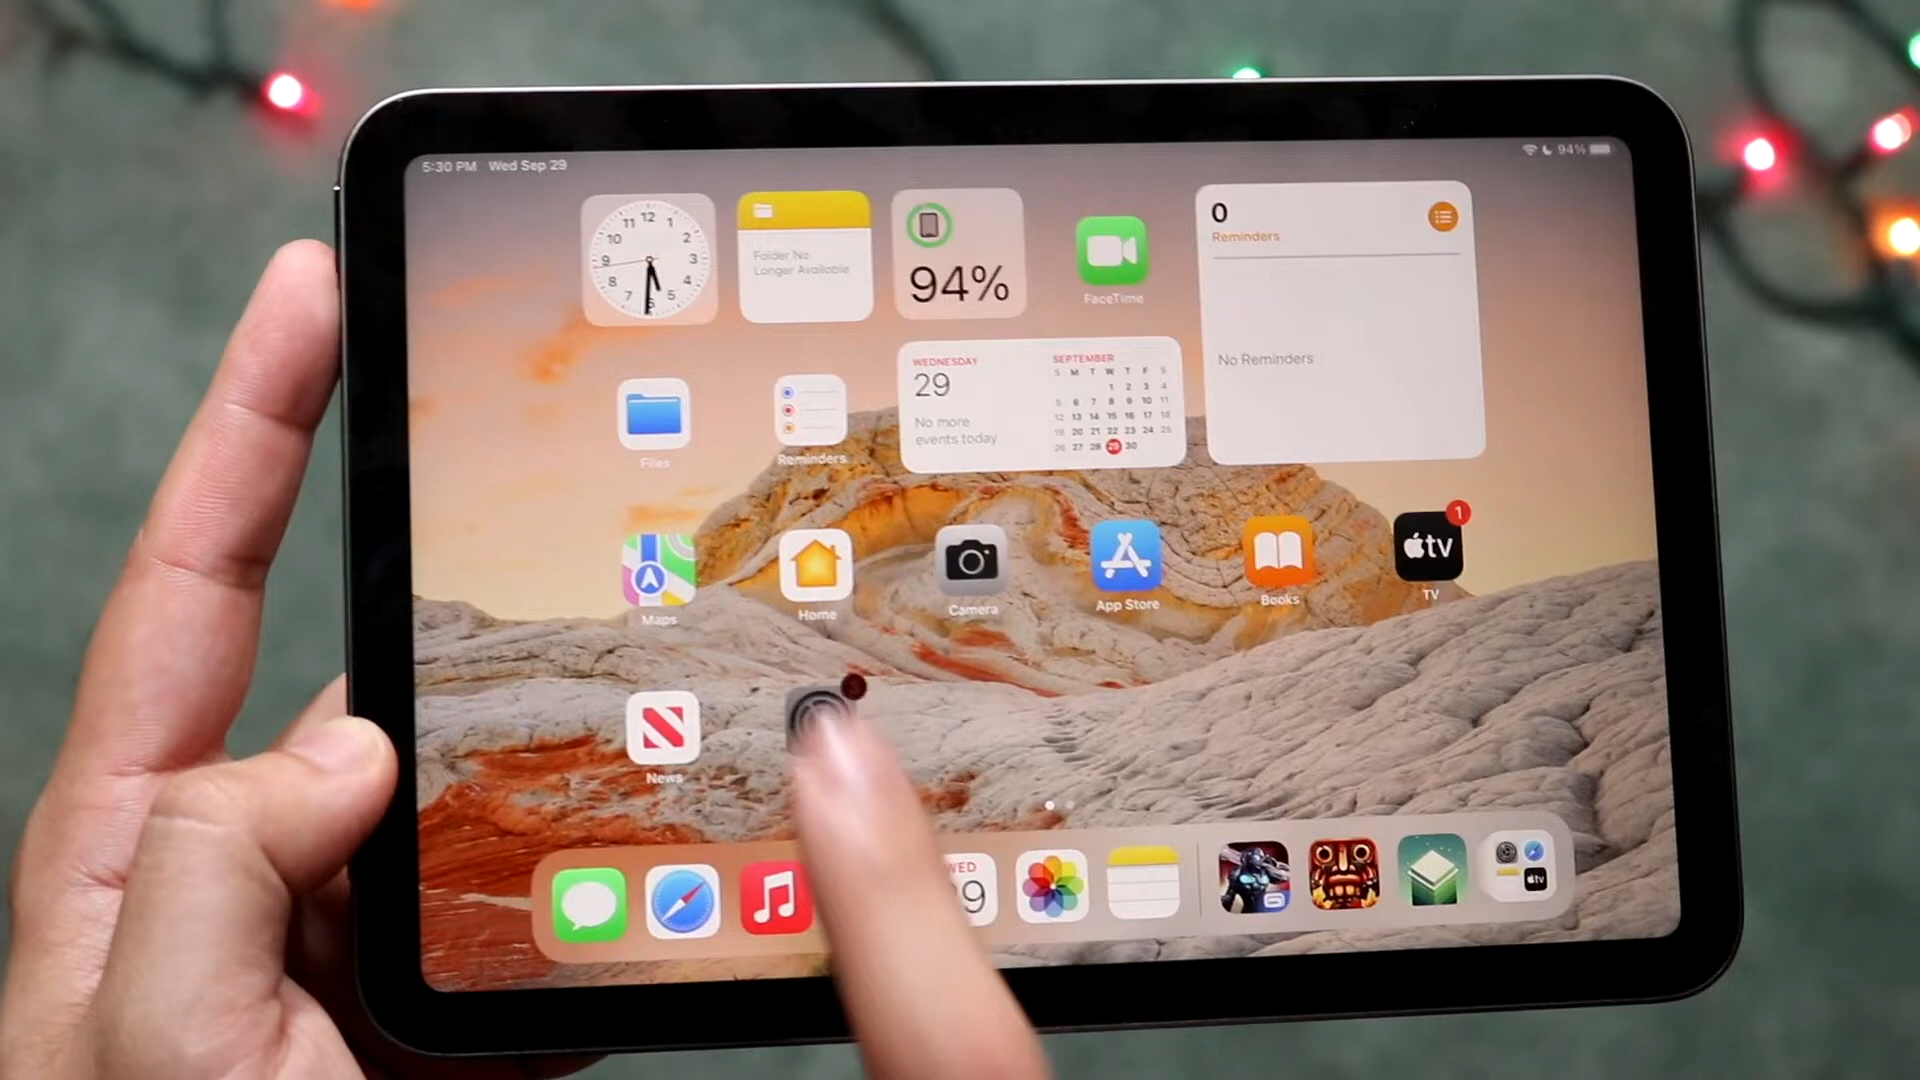 5:30 PM Wed Sep 29
94%
12
11 1
10 2
9 3
8 4
7 5
6
Folder No
Longer Available
94%
FaceTime
0
Reminders
No Reminders
Files
Reminders
WEDNESDAY
29
No more
events today
SEPTEMBER
S M T W T F S
1 2 3 4
5 6 7 8 9 10 11
12 13 14 15 16 17 18
19 20 21 22 23 24 25
26 27 28 29 30
Maps
Home
Camera
App Store
Books
tv
1
TV
News
WED
9
tv